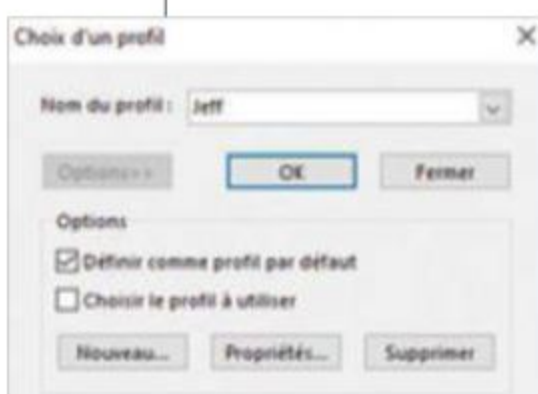 Choix d'un profil
Nom du profil : Jeff
Options >> OK Fermer
Options
Définir comme profil par défaut
Choisir le profil à utiliser
Nouveau... Propriétés... Supprimer